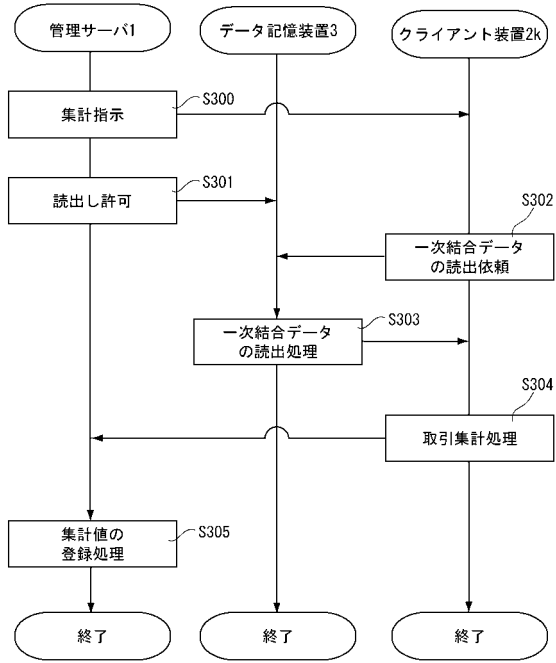 管理サーバ1
データ記憶装置3
クライアント装置2k
集計指示
S300
読出し許可
S301
一次結合データ
の読出依頼
S302
一次結合データ
の読出処理
S303
取引集計処理
S304
集計値の
登録処理
S305
終了
終了
終了